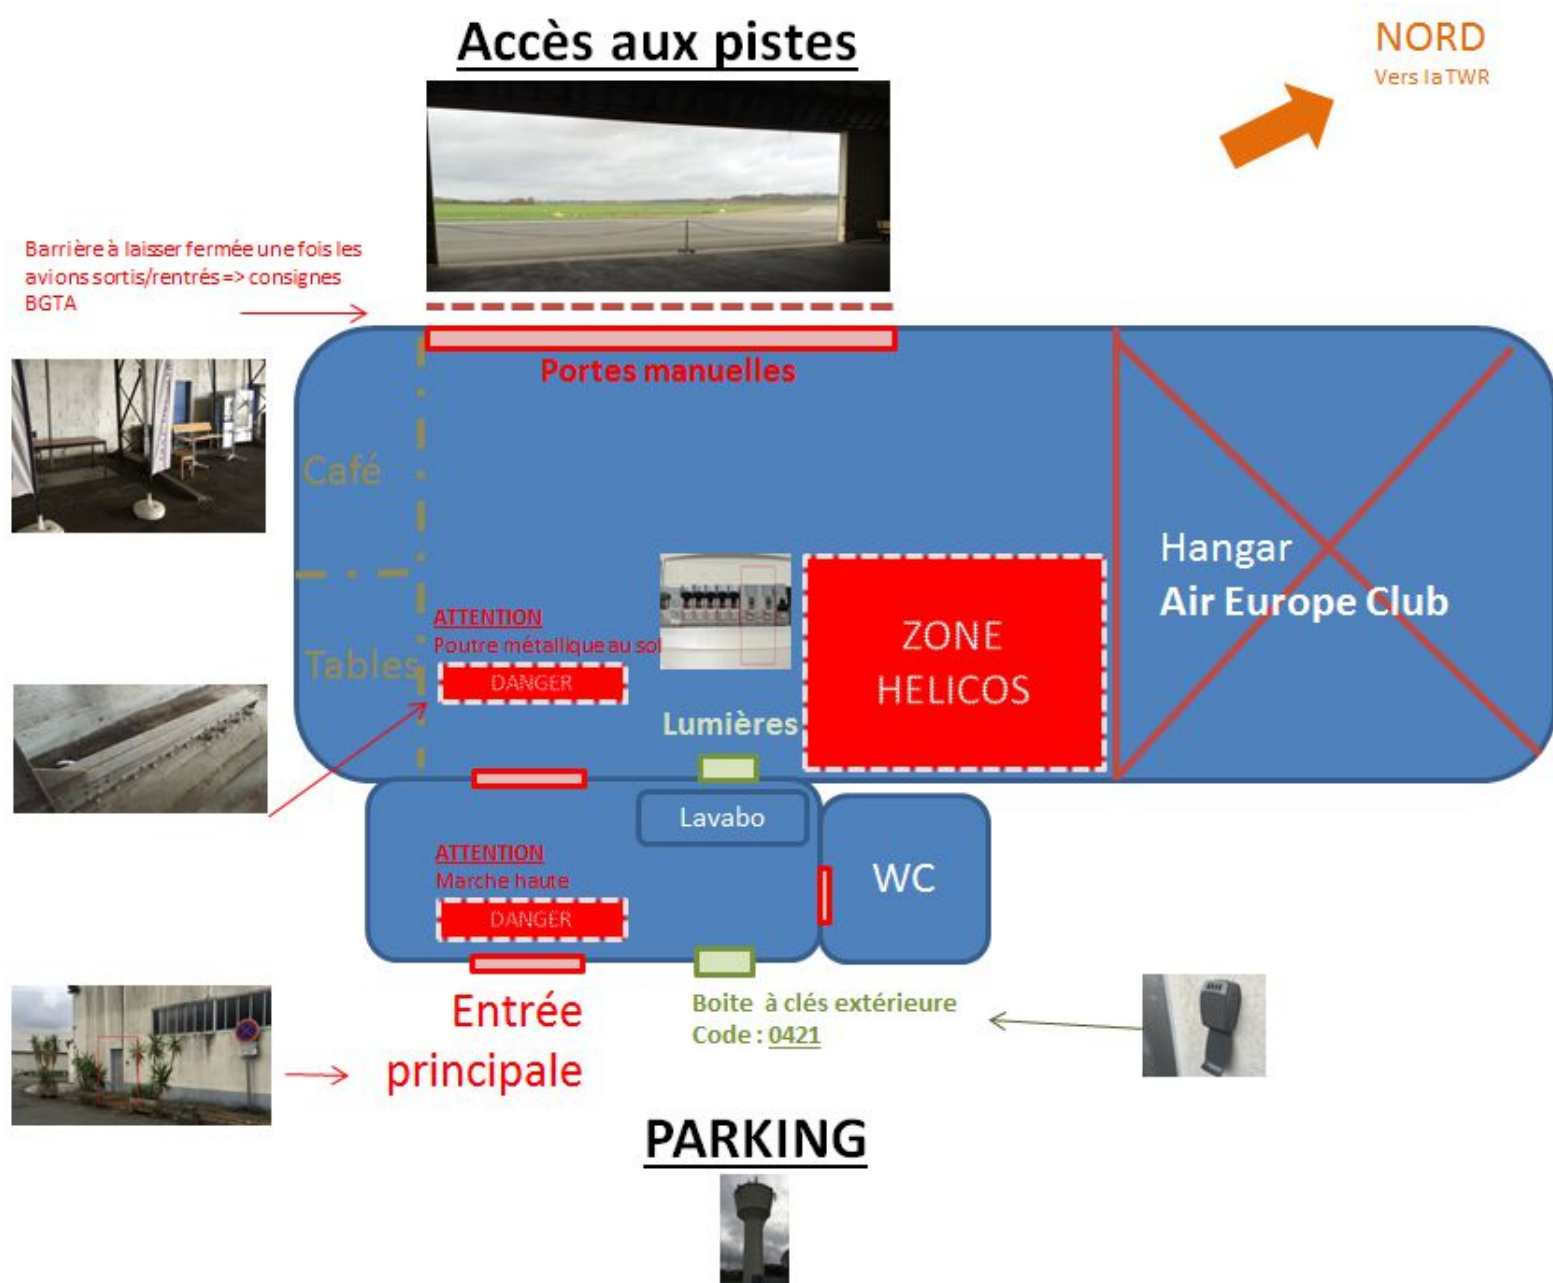 Accès aux pistes
NORD
Vers la TWR
Barrière à laisser fermée une fois les
avions sortis/rentrés => consignes
BGTA
Portes manuelles
Café
Hangar
Air Europe Club
ATTENTION
Poutre métallique au sol
DANGER
Tables
ZONE
HELICOS
Lumières
Lavabo
ATTENTION
Marche haute
DANGER
WC
Entrée
principale
Boite à clés extérieure
Code : 0421
PARKING